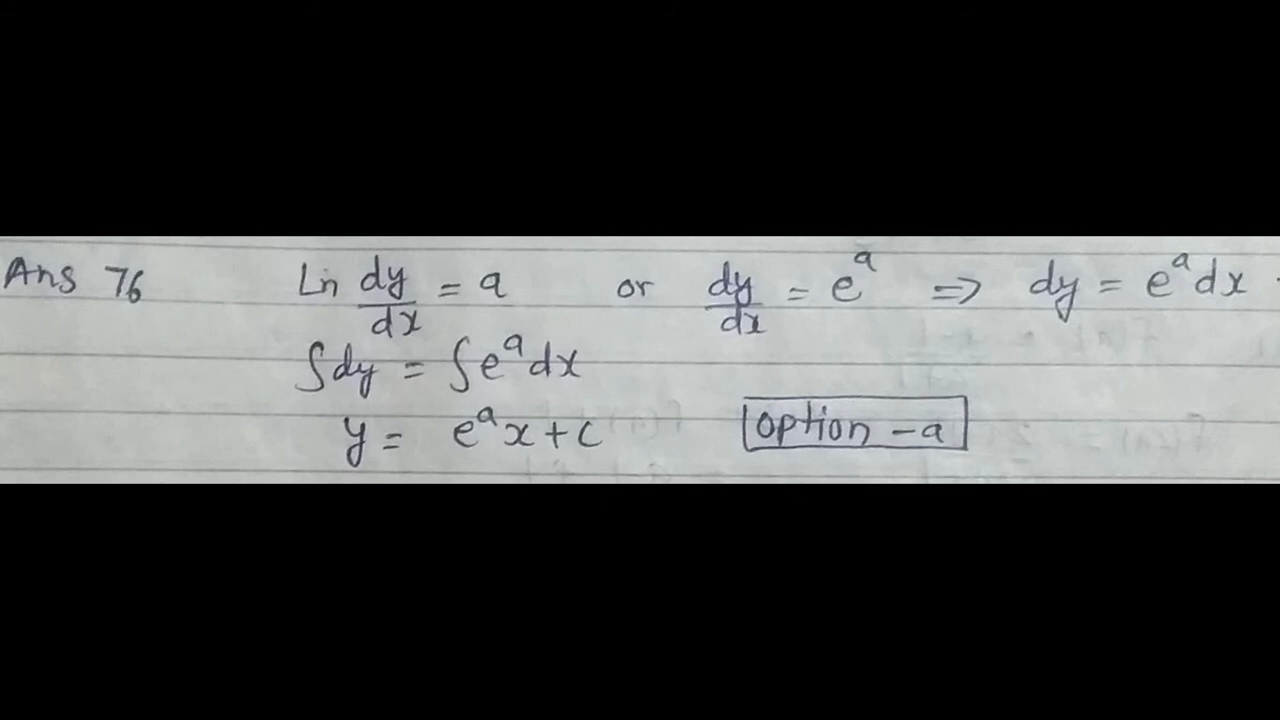 Ans 76 Ln dy/dx = a or dy/dx = e^a ⇒ dy = e^a dx
∫dy = ∫e^a dx
y = e^a x + c option - a